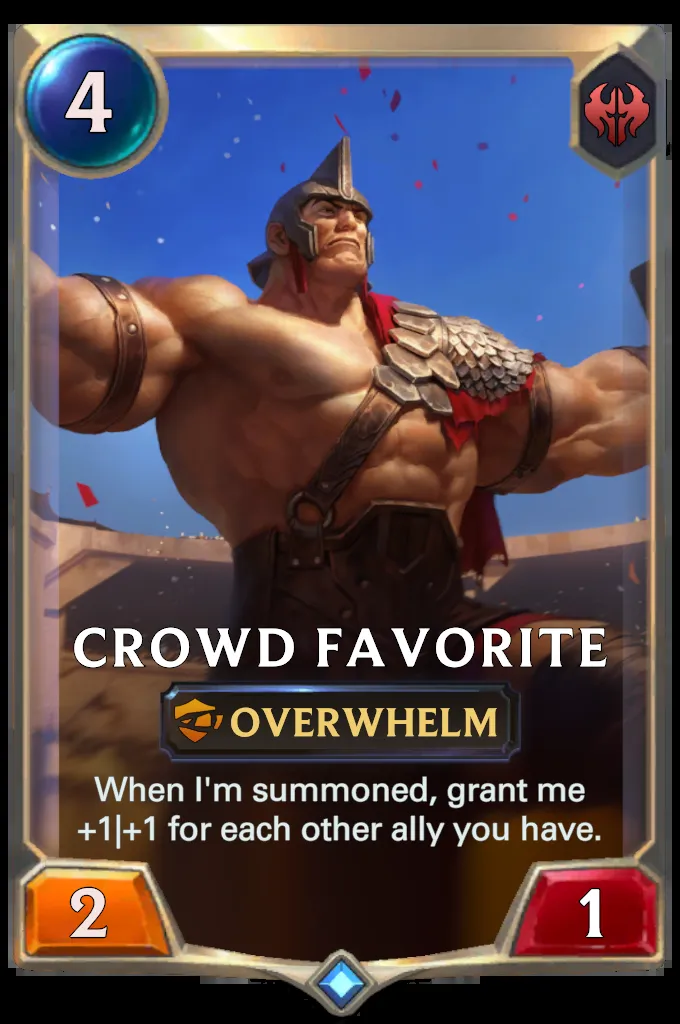 4
CROWD FAVORITE
OVERWHELM
When I'm summoned, grant me
+1|+1 for each other ally you have.
2
1